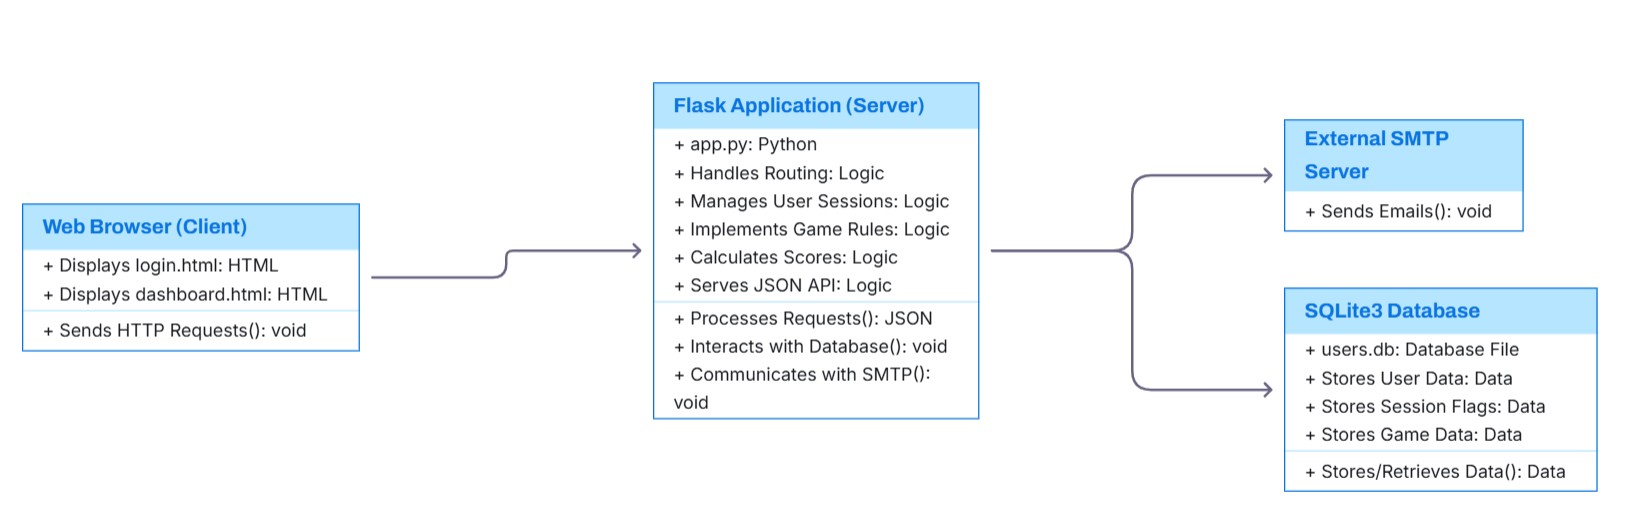 Web Browser (Client)
+ Displays login.html: HTML
+ Displays dashboard.html: HTML
+ Sends HTTP Requests(): void
Flask Application (Server)
+ app.py: Python
+ Handles Routing: Logic
+ Manages User Sessions: Logic
+ Implements Game Rules: Logic
+ Calculates Scores: Logic
+ Serves JSON API: Logic
+ Processes Requests(): JSON
+ Interacts with Database(): void
+ Communicates with SMTP():
void
External SMTP
Server
+ Sends Emails(): void
SQLite3 Database
+ users.db: Database File
+ Stores User Data: Data
+ Stores Session Flags: Data
+ Stores Game Data: Data
+ Stores/Retrieves Data(): Data